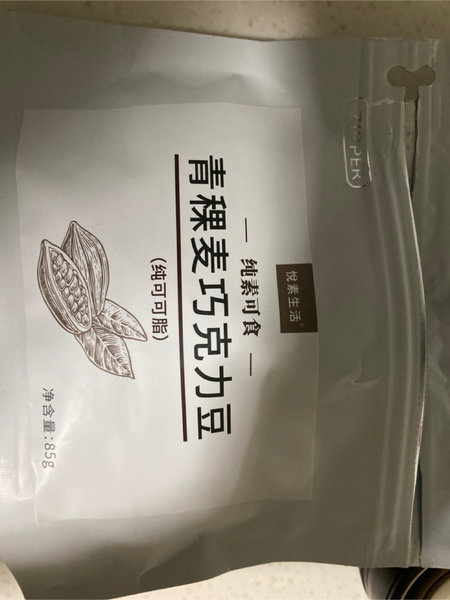 ZIPPER
悦素生活®
— 纯素可食 —
青稞麦巧克力豆
(纯可可脂)
净含量:85g